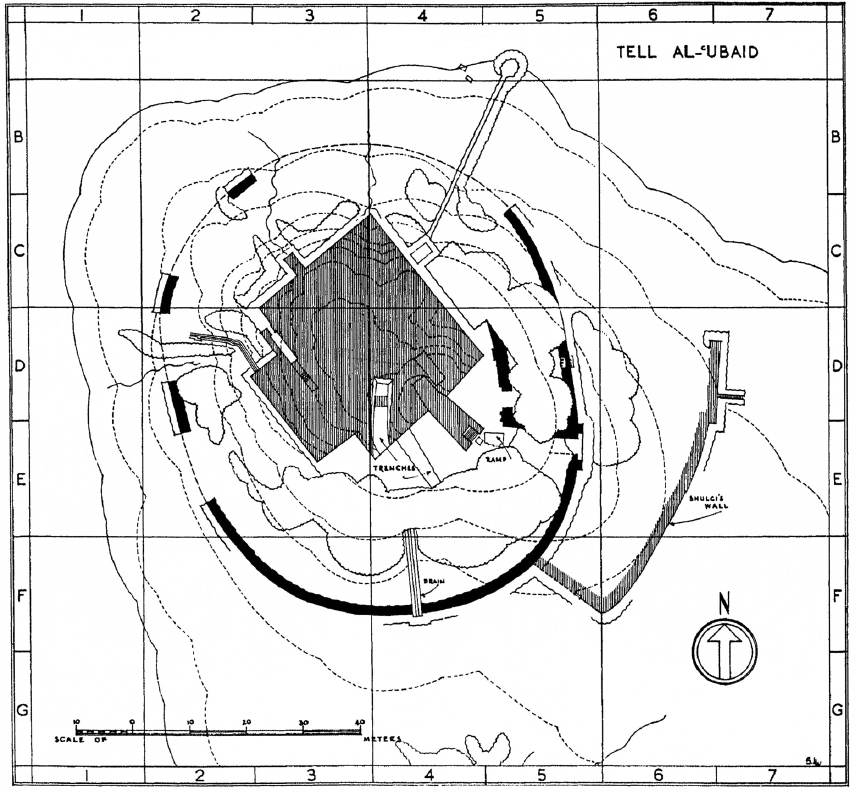 1 2 3 4 5 6 7
TELL AL-ʿUBAID
B B
C C
D D
TRENCHES RAMP
E E
SHULGI'S
WALL
DRAIN
F F
N
G G
10 0 10 20 30 40
SCALE OF METERS
1 2 3 4 5 6 7